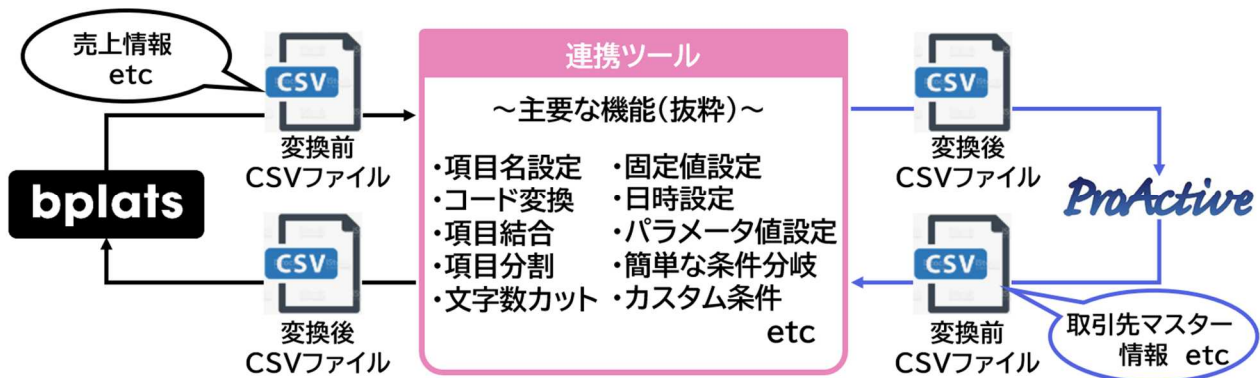 売上情報
etc
CSV
変換前
CSVファイル
bplats
CSV
変換後
CSVファイル
連携ツール
～主要な機能(抜粋)～
・項目名設定 ・固定値設定
・コード変換 ・日時設定
・項目結合 ・パラメータ値設定
・項目分割 ・簡単な条件分岐
・文字数カット ・カスタム条件
etc
CSV
変換後
CSVファイル
ProActive
CSV
変換前
CSVファイル
取引先マスター
情報 etc